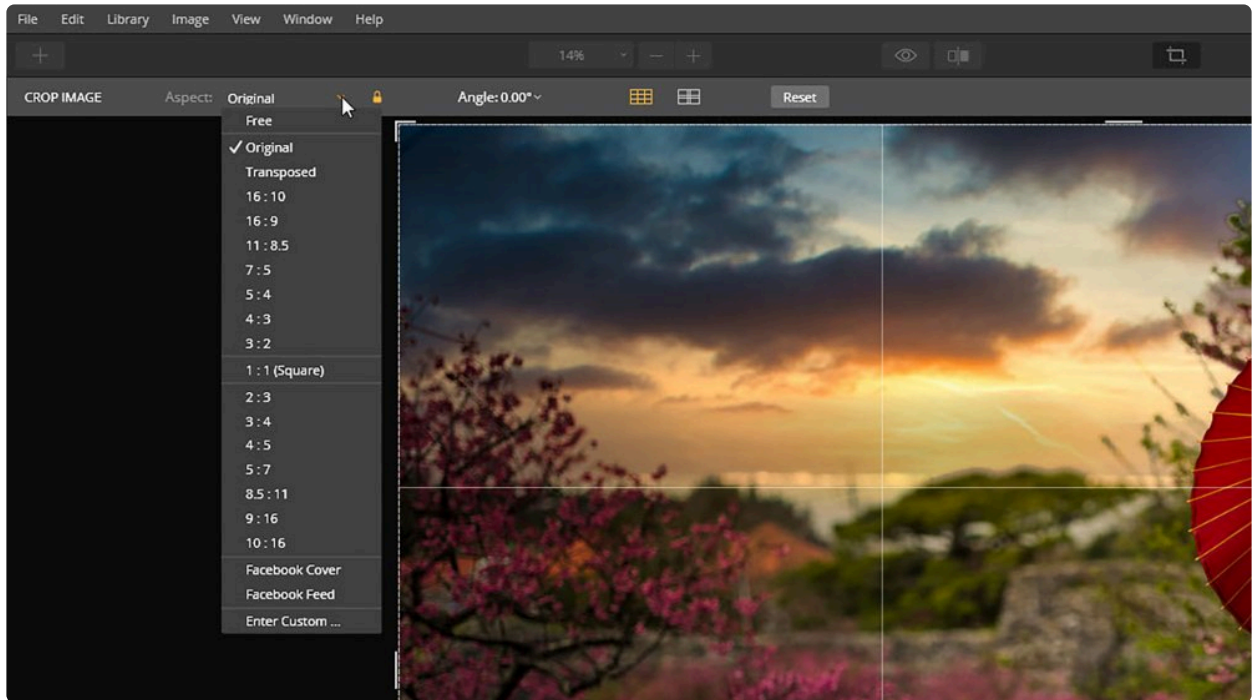 File Edit Library Image View Window Help
14%
CROP IMAGE Aspect: Original Angle: 0.00° Reset
Free
Original
Transposed
16 : 10
16 : 9
11 : 8.5
7 : 5
5 : 4
4 : 3
3 : 2
1 : 1 (Square)
2 : 3
3 : 4
4 : 5
5 : 7
8.5 : 11
9 : 16
10 : 16
Facebook Cover
Facebook Feed
Enter Custom ...